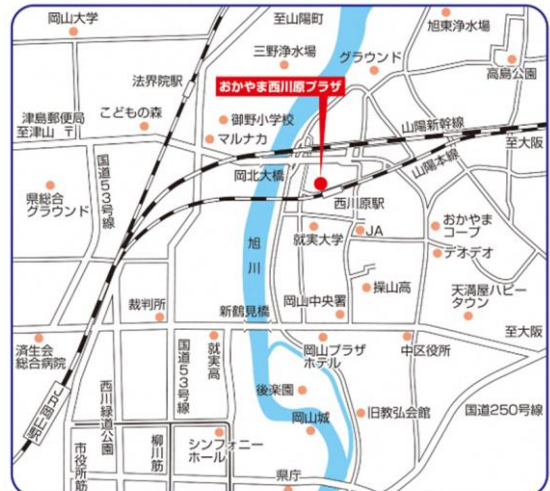 岡山大学
至山陽町
旭東浄水場
三野浄水場
グラウンド
高島公園
法界院駅
おかやま西川原プラザ
こどもの森
御野小学校
マルナカ
津島郵便局
至津山 〒
山陽新幹線
至大阪
山陽本線
岡北大橋
国道53号線
県総合
グラウンド
西川原駅
おかやま
コープ
就実大学
JA
デオデオ
旭川
操山高
天満屋ハピー
タウン
岡山中央署
裁判所
新鶴見橋
至大阪
済生会
総合病院
国道53号線
就実高
岡山プラザ
ホテル
中区役所
JR岡山駅
西川緑道公園
後楽園
岡山城
旧教弘会館
国道250号線
市役所筋
柳川筋
シンフォニー
ホール
県庁